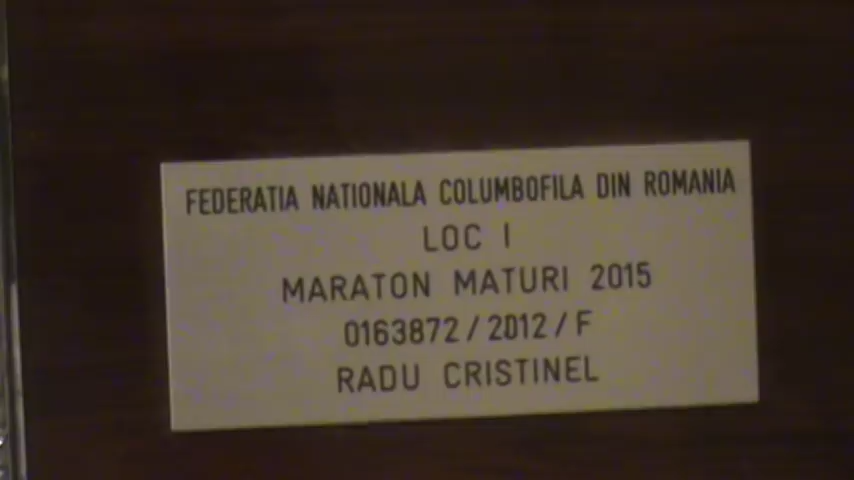 FEDERATIA NATIONALA COLUMBOFILA DIN ROMANIA
LOC I
MARATON MATURI 2015
0163872/2012/F
RADU CRISTINEL